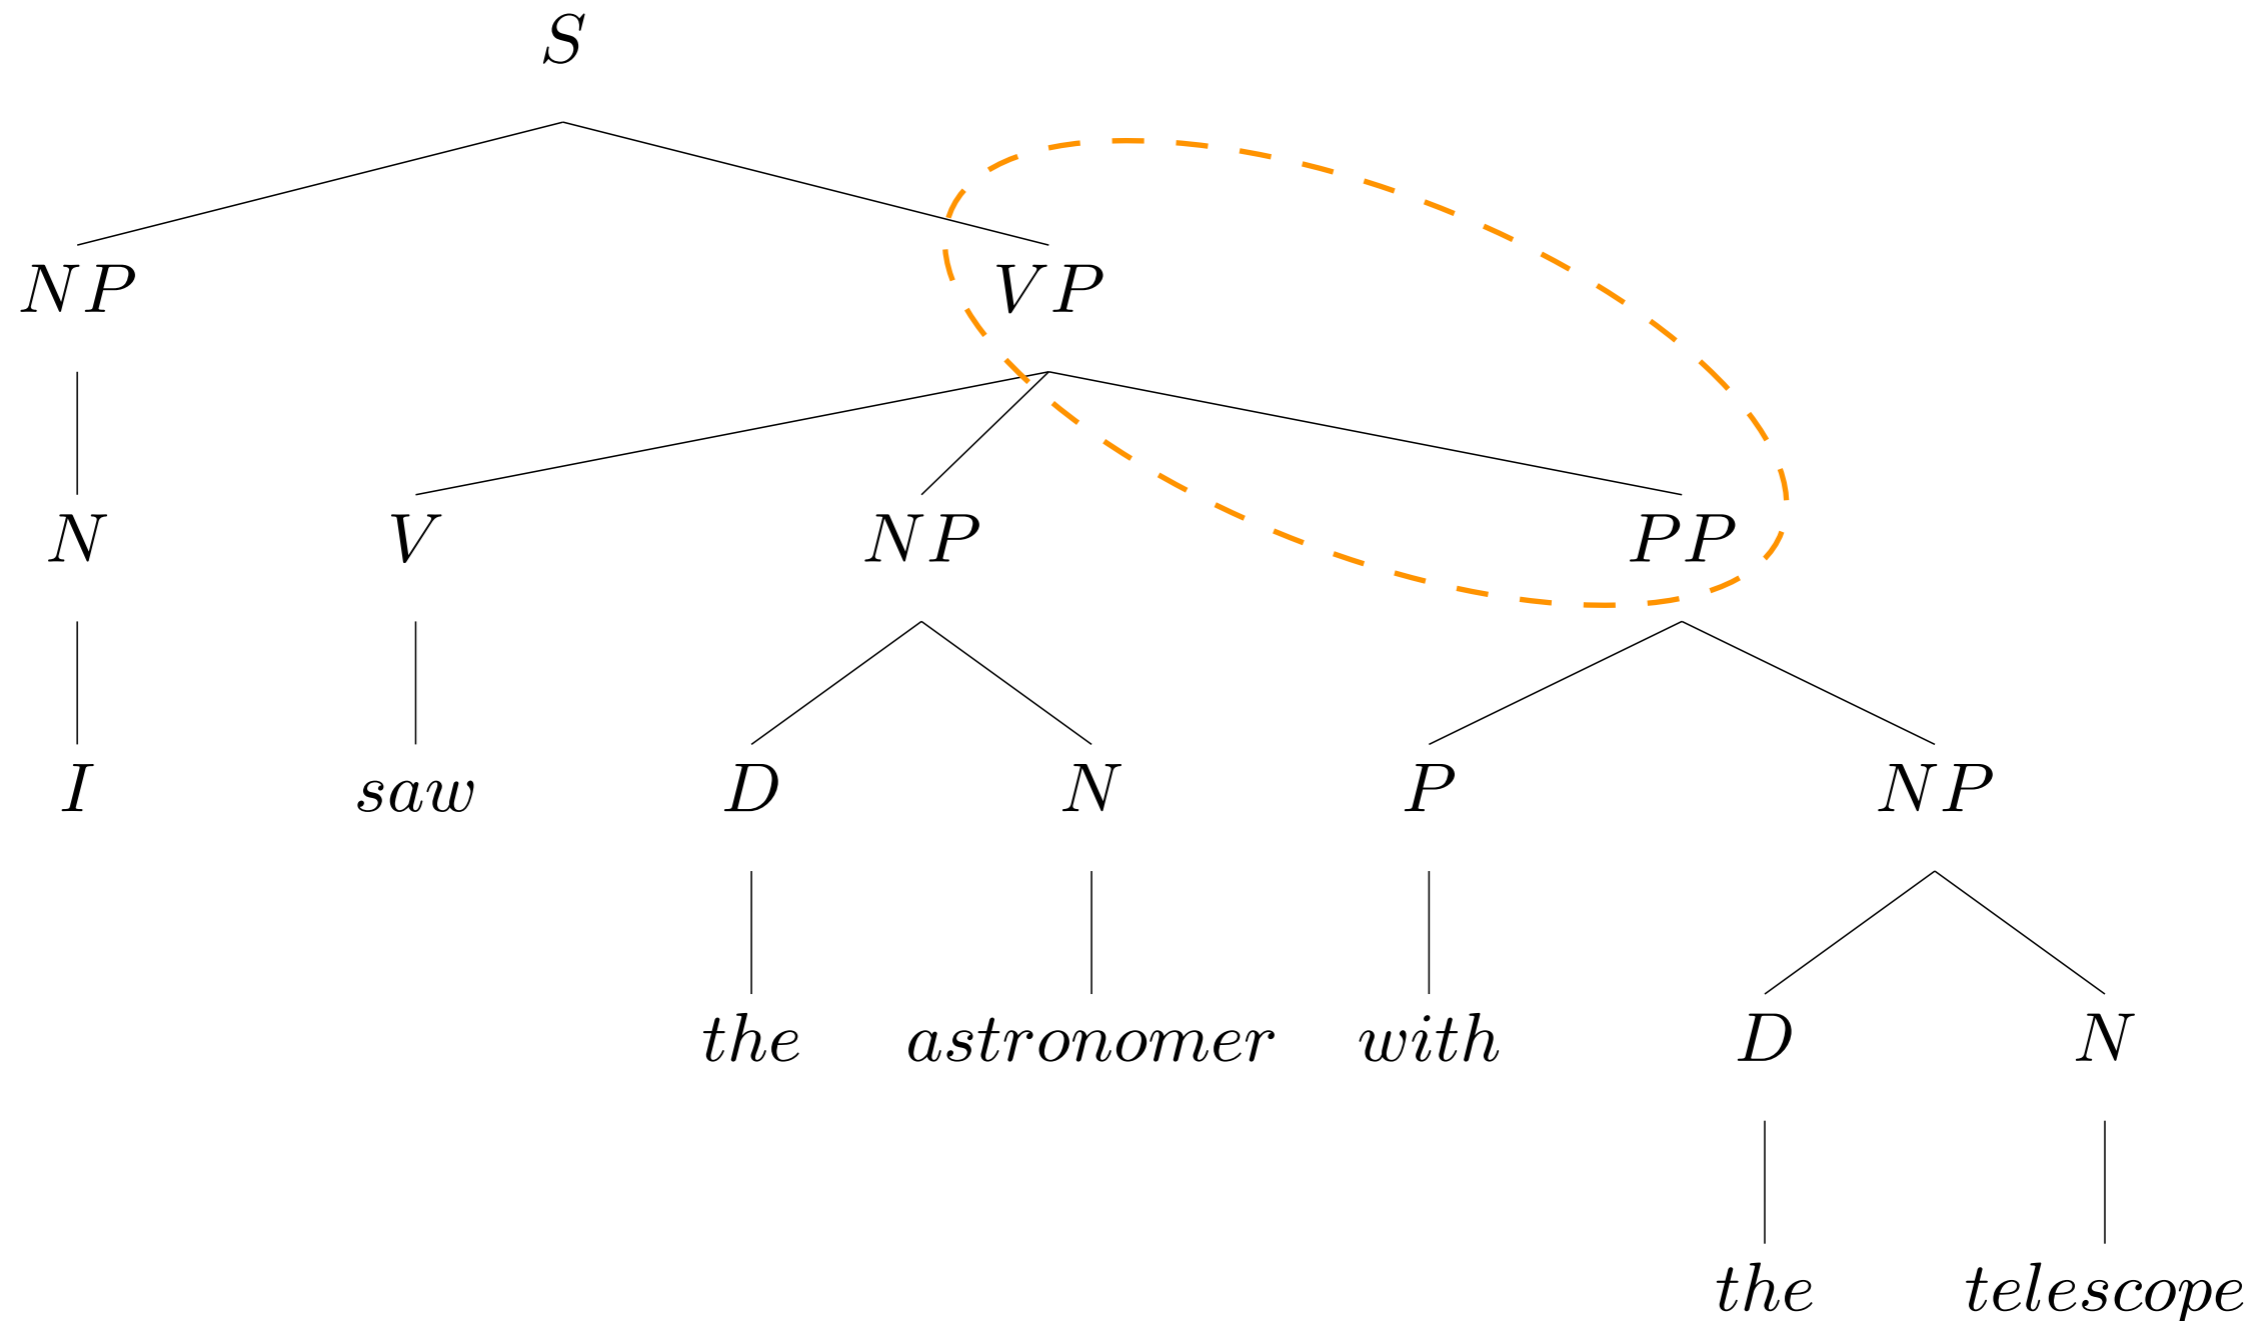 S
NP VP
N V NP PP
I saw D N P NP
the astronomer with D N
the telescope